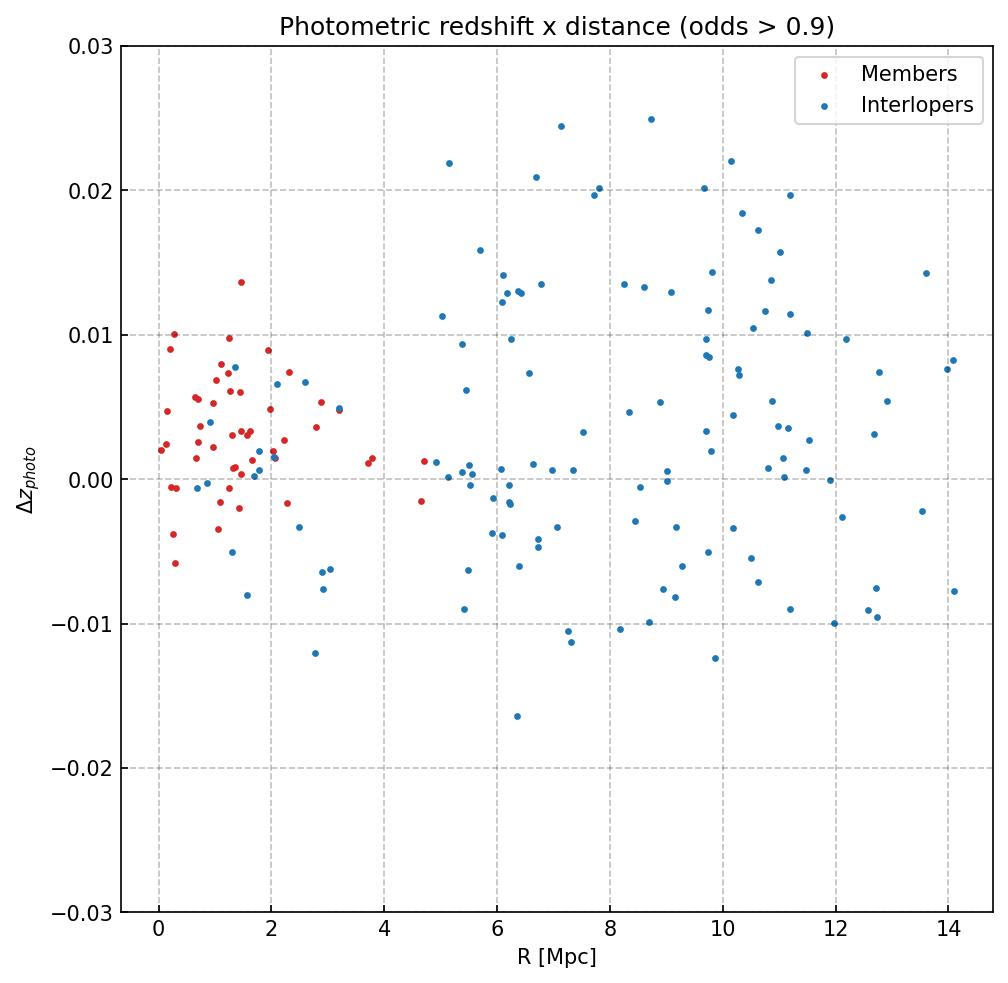 Photometric redshift x distance (odds > 0.9)
Members
Interlopers
0.03
0.02
0.01
0.00
−0.01
−0.02
−0.03
Δz_photo
0 2 4 6 8 10 12 14
R [Mpc]